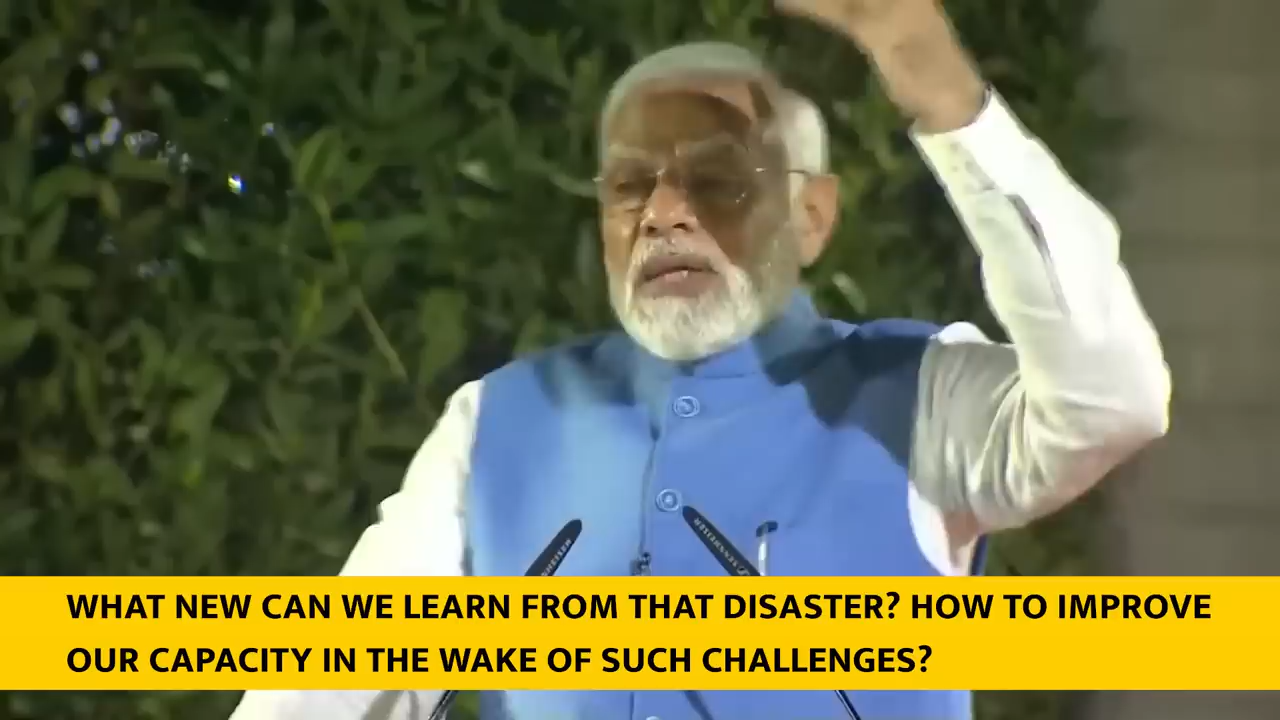 WHAT NEW CAN WE LEARN FROM THAT DISASTER? HOW TO IMPROVE
OUR CAPACITY IN THE WAKE OF SUCH CHALLENGES?
SENNHEISER